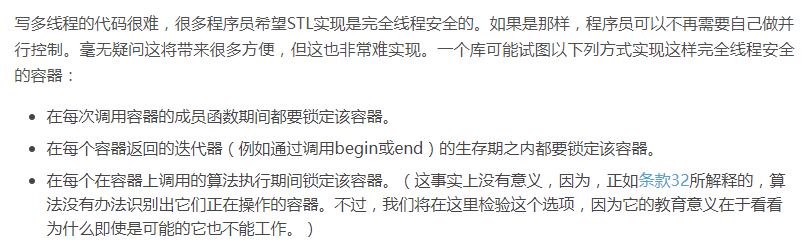 写多线程的代码很难，很多程序员希望STL实现是完全线程安全的。如果是那样，程序员可以不再需要自己做并
行控制。毫无疑问这将带来很多方便，但这也非常难实现。一个库可能试图以下列方式实现这样完全线程安全
的容器：
• 在每次调用容器的成员函数期间都要锁定该容器。
• 在每个容器返回的迭代器（例如通过调用begin或end）的生存期之内都要锁定该容器。
• 在每个在容器上调用的算法执行期间锁定该容器。（这事实上没有意义，因为，正如条款32所解释的，算
法没有办法识别出它们正在操作的容器。不过，我们将在这里检验这个选项，因为它的教育意义在于看看
为什么即使是可能的它也不能工作。）